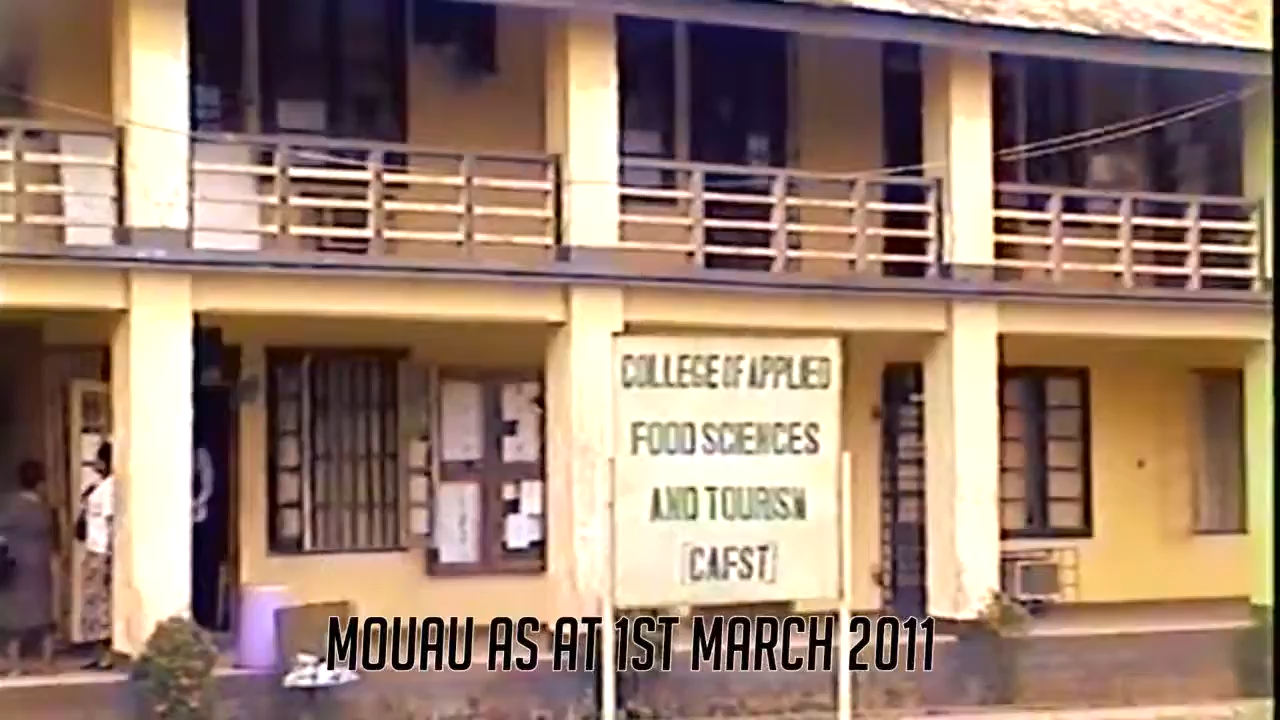 COLLEGE OF APPLIED
FOOD SCIENCES
AND TOURISM
[CAFST]
MOUAU AS AT 1ST MARCH 2011